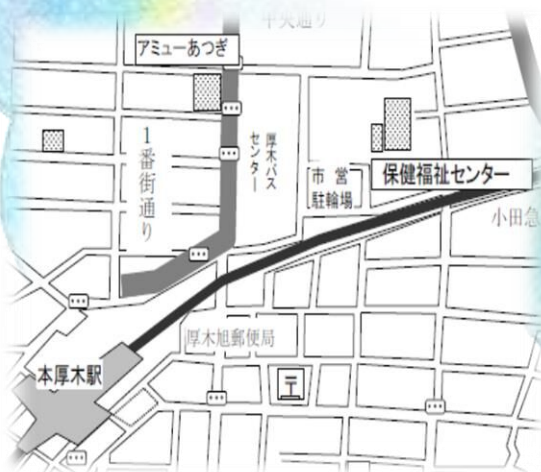 中央通り
アミューあつぎ
1番街通り
厚木バス
センター
市営
駐輪場
保健福祉センター
小田急
厚木旭郵便局
本厚木駅
〒